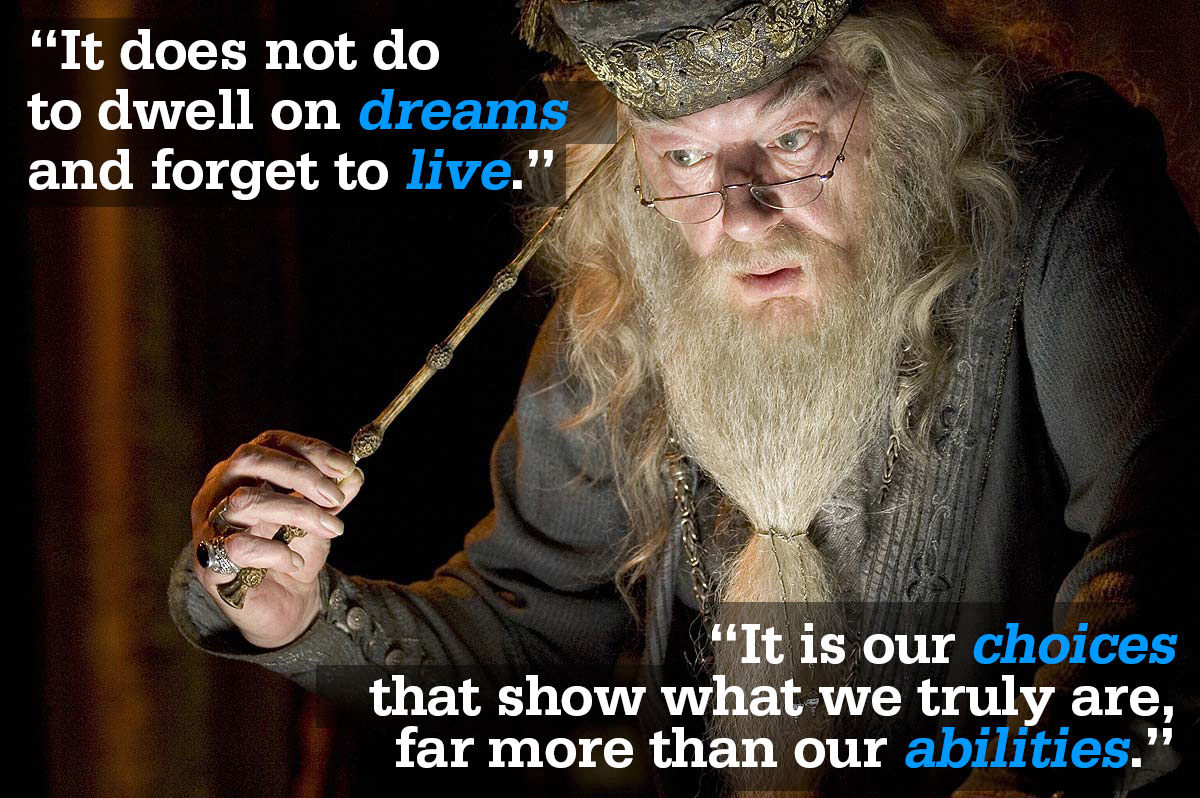 “It does not do
to dwell on dreams
and forget to live.”
“It is our choices
that show what we truly are,
far more than our abilities.”